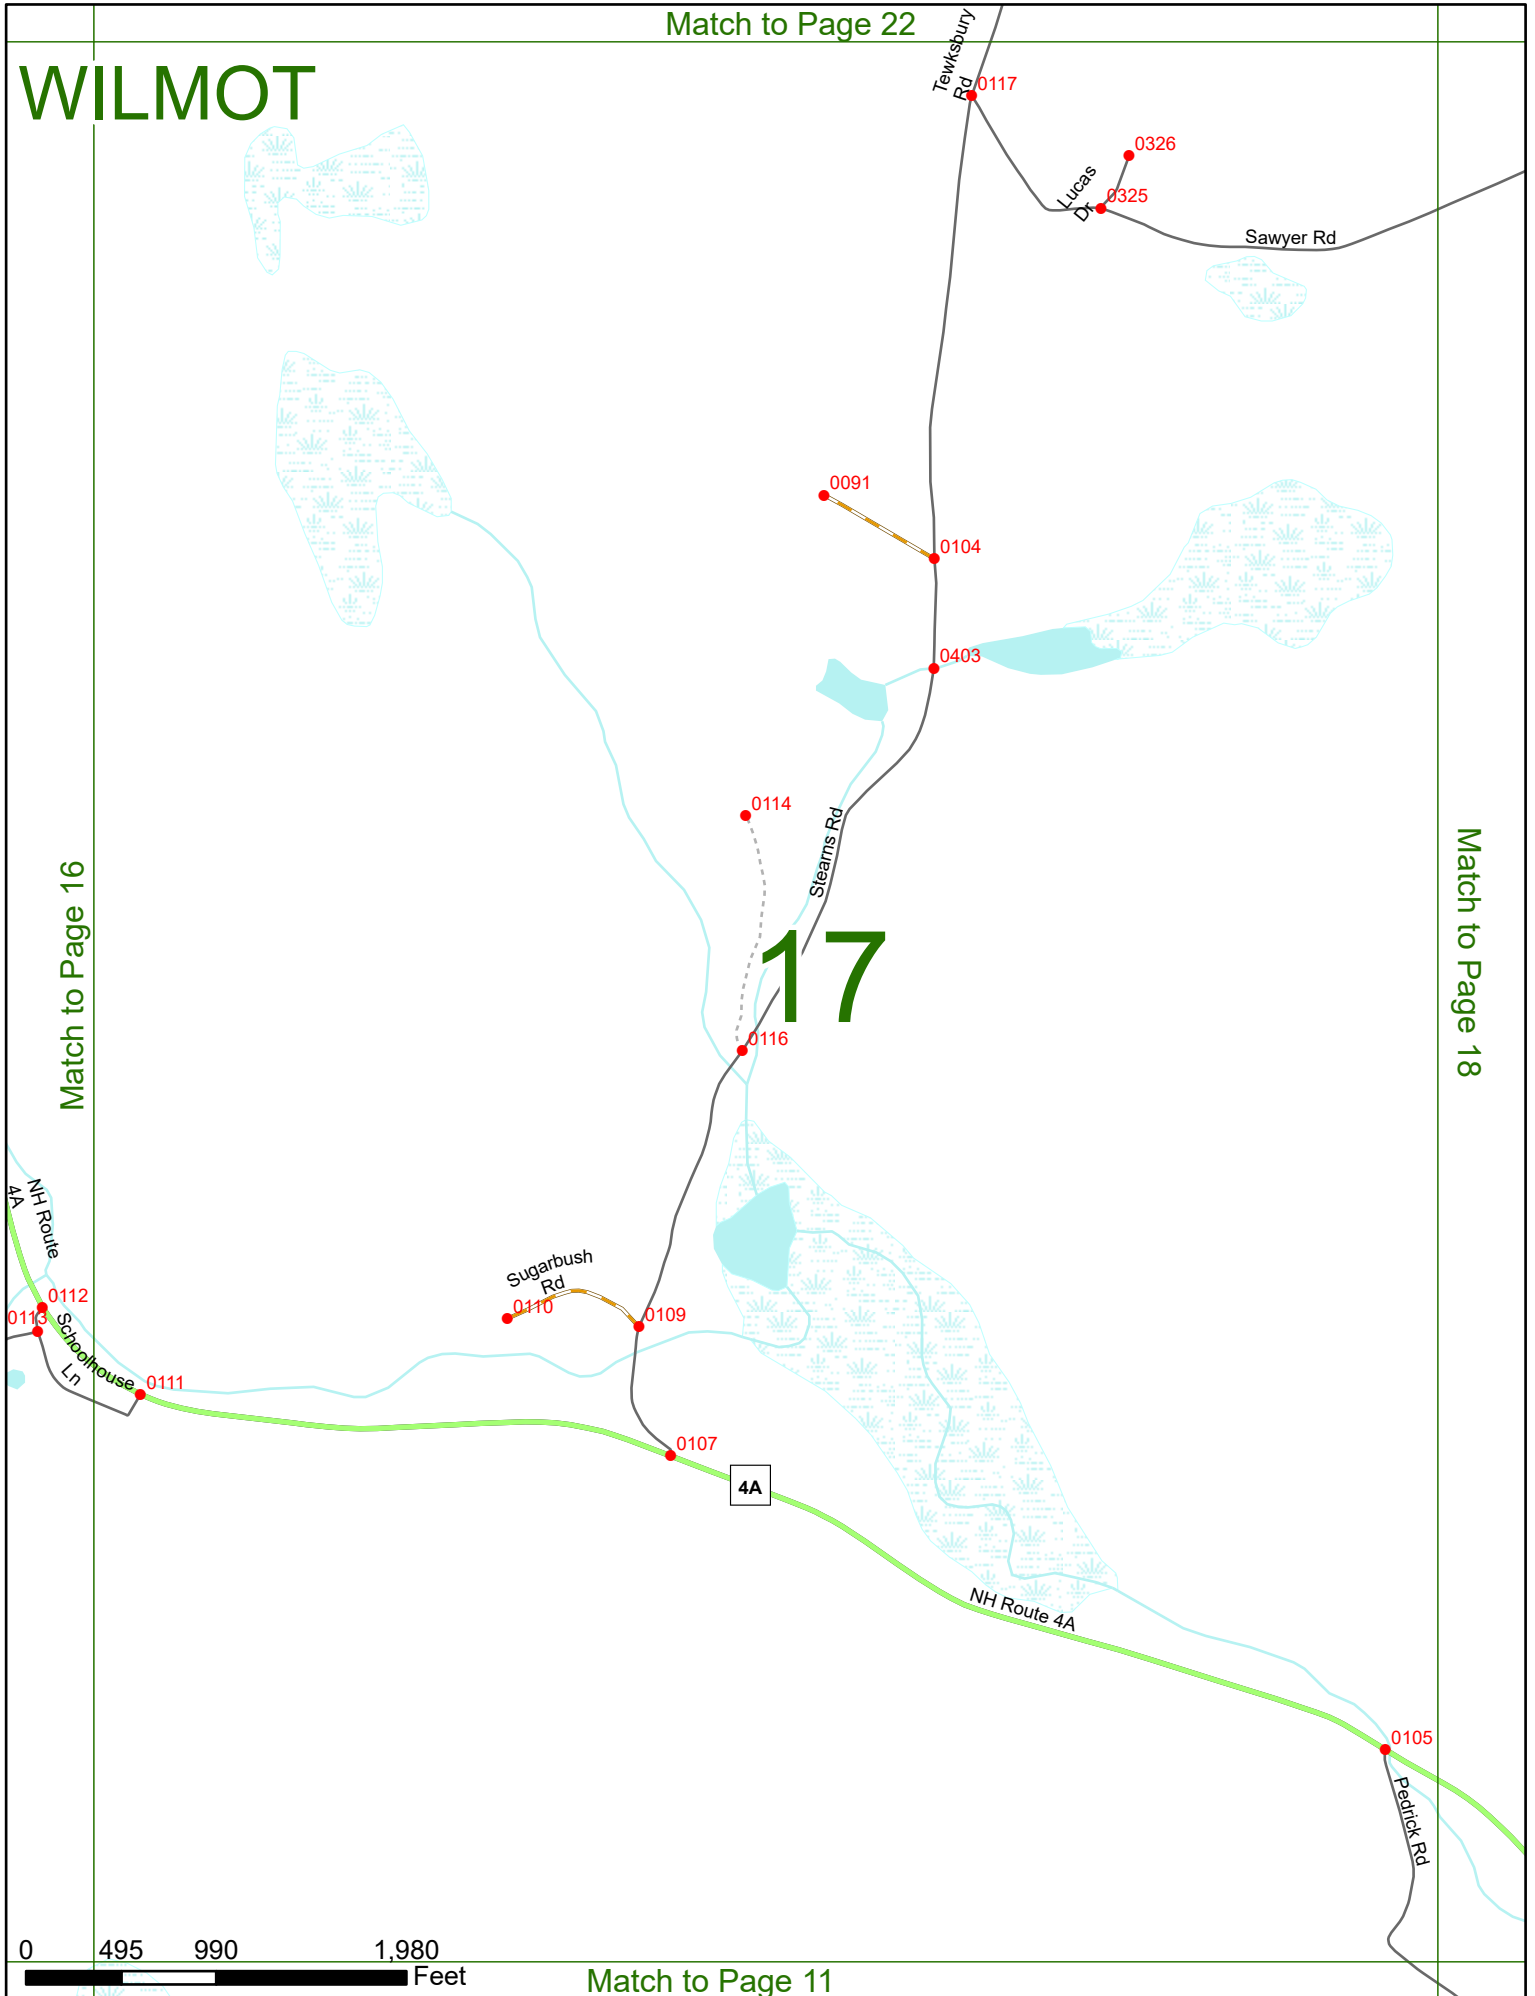 Match to Page 22
WILMOT
Tewksbury
Rd
0117
0326
Lucas
Dr
0325
Sawyer Rd
0091
0104
0403
0114
Stearns Rd
Match to Page 16
17
Match to Page 18
0116
NH Route
4A
Sugarbush
Rd
0112
0110
0109
0113
Schoolhouse
Ln
0111
0107
4A
NH Route 4A
0105
Pedrick Rd
0 495 990 1,980
Feet
Match to Page 11